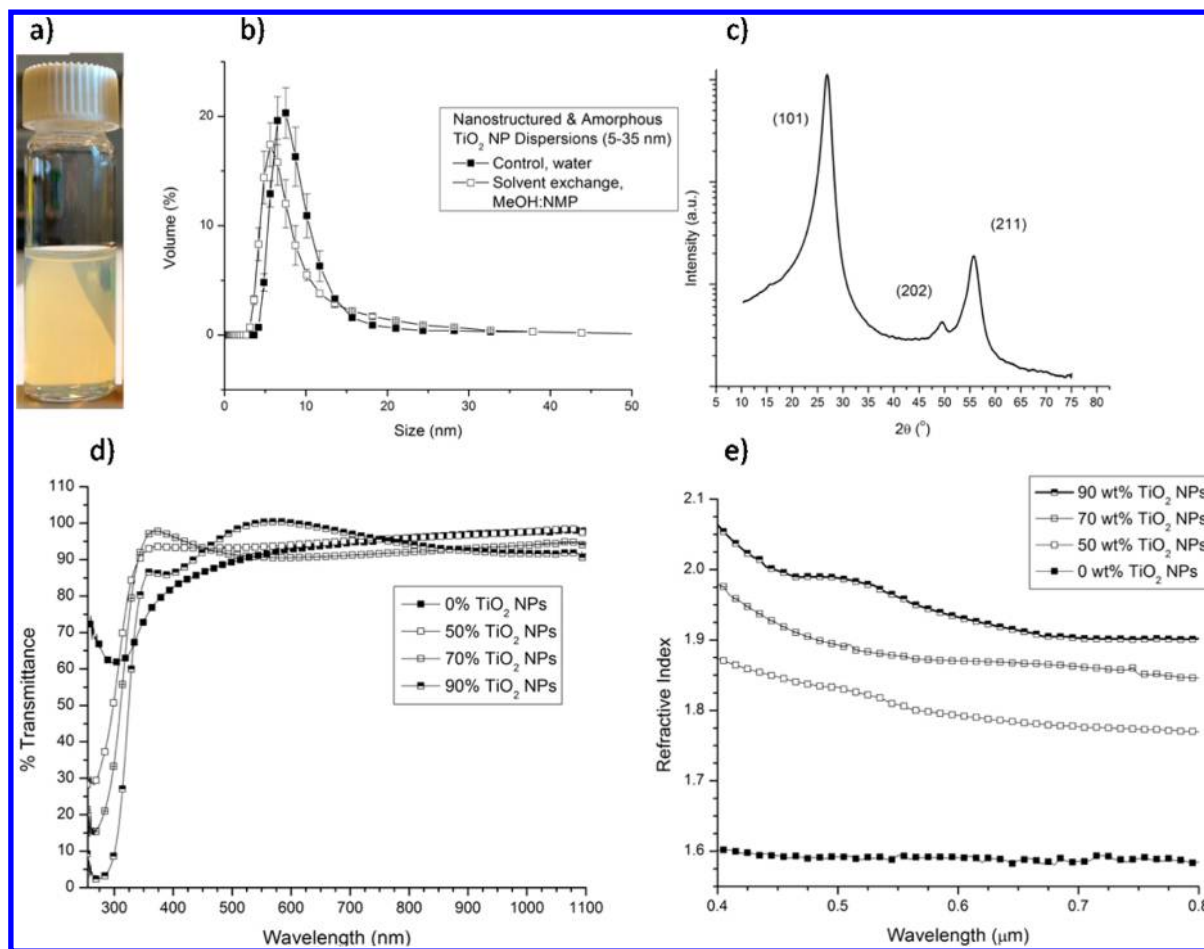 a)
b)
Volume (%)
20
10
0
Nanostructured & Amorphous
TiO₂ NP Dispersions (5-35 nm)
Control, water
Solvent exchange,
MeOH:NMP
0 10 20 30 40 50
Size (nm)
c)
Intensity (a.u.)
(101)
(202)
(211)
5 10 15 20 25 30 35 40 45 50 55 60 65 70 75 80
2θ (°)
d)
% Transmittance
110
100
90
80
70
60
50
40
30
20
10
0
0% TiO₂ NPs
50% TiO₂ NPs
70% TiO₂ NPs
90% TiO₂ NPs
300 400 500 600 700 800 900 1000 1100
Wavelength (nm)
e)
Refractive Index
2.1
2.0
1.9
1.8
1.7
1.6
90 wt% TiO₂ NPs
70 wt% TiO₂ NPs
50 wt% TiO₂ NPs
0 wt% TiO₂ NPs
0.4 0.5 0.6 0.7 0.8
Wavelength (μm)